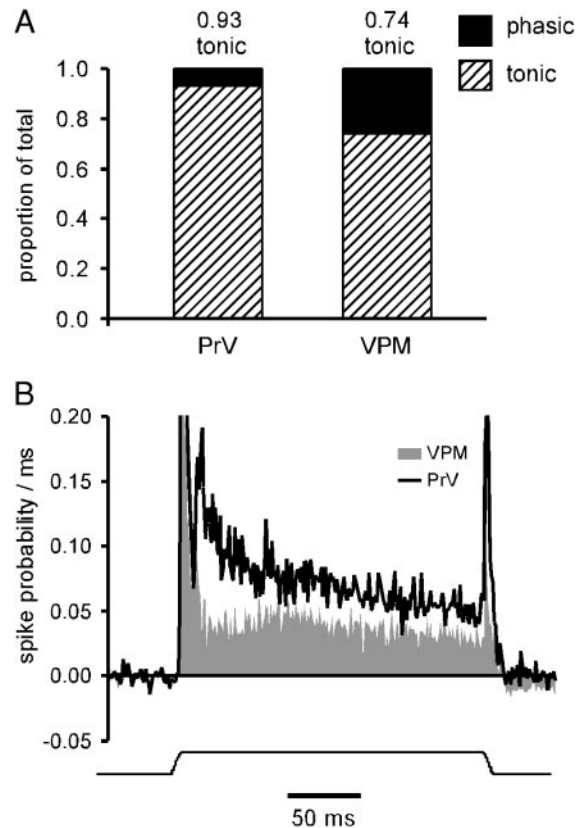 A
0.93 tonic
0.74 tonic
phasic
tonic
proportion of total
1.0
0.8
0.6
0.4
0.2
0.0
PrV
VPM
B
spike probability / ms
0.20
0.15
0.10
0.05
0.00
-0.05
VPM
PrV
50 ms